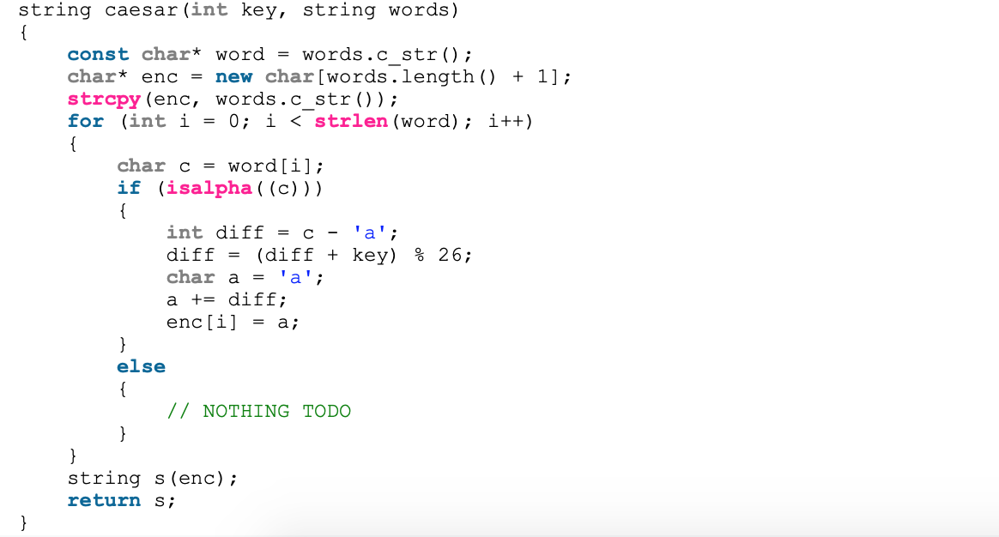 string caesar(int key, string words)
{
    const char* word = words.c_str();
    char* enc = new char[words.length() + 1];
    strcpy(enc, words.c_str());
    for (int i = 0; i < strlen(word); i++)
    {
        char c = word[i];
        if (isalpha((c)))
        {
            int diff = c - 'a';
            diff = (diff + key) % 26;
            char a = 'a';
            a += diff;
            enc[i] = a;
        }
        else
        {
            // NOTHING TODO
        }
    }
    string s(enc);
    return s;
}